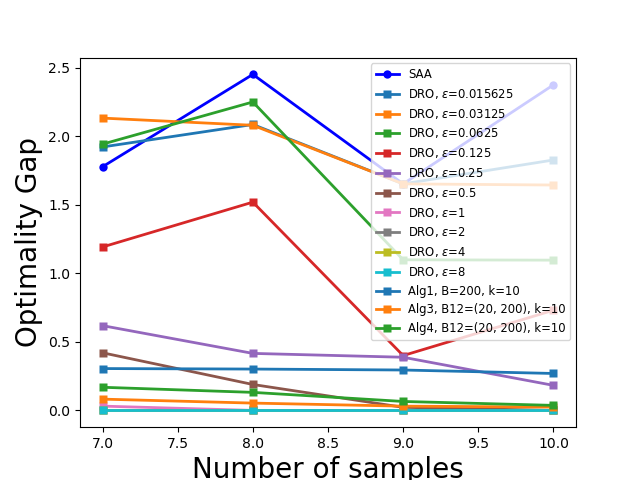 Optimality Gap
2.5
2.0
1.5
1.0
0.5
0.0
SAA
DRO, ε=0.015625
DRO, ε=0.03125
DRO, ε=0.0625
DRO, ε=0.125
DRO, ε=0.25
DRO, ε=0.5
DRO, ε=1
DRO, ε=2
DRO, ε=4
DRO, ε=8
Alg1, B=200, k=10
Alg3, B12=(20, 200), k=10
Alg4, B12=(20, 200), k=10
7.0 7.5 8.0 8.5 9.0 9.5 10.0
Number of samples